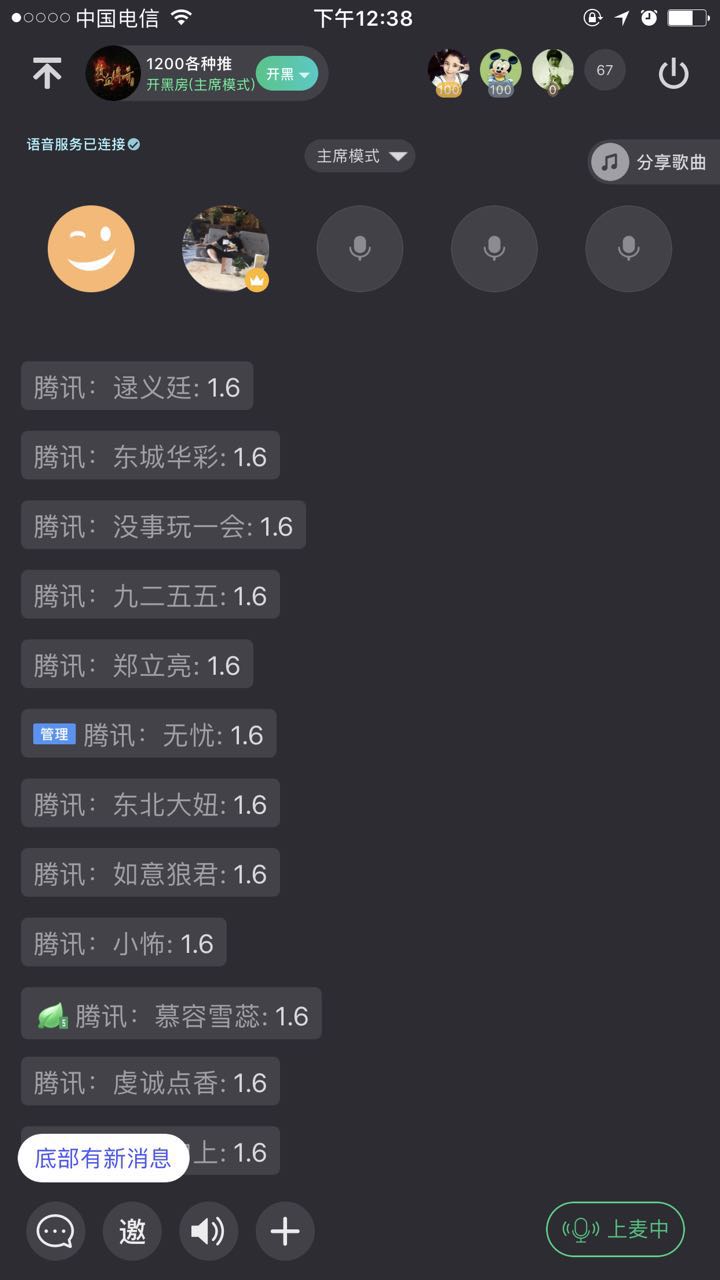 中国电信 下午12:38
1200各种推
开黑房(主席模式) 开黑
100 100 0 67
语音服务已连接
主席模式
分享歌曲
腾讯：逯义廷: 1.6
腾讯：东城华彩: 1.6
腾讯：没事玩一会: 1.6
腾讯：九二五五: 1.6
腾讯：郑立亮: 1.6
管理 腾讯：无忧: 1.6
腾讯：东北大妞: 1.6
腾讯：如意狼君: 1.6
腾讯：小怖: 1.6
5 腾讯：慕容雪蕊: 1.6
腾讯：虔诚点香: 1.6
上: 1.6
底部有新消息
邀 上麦中